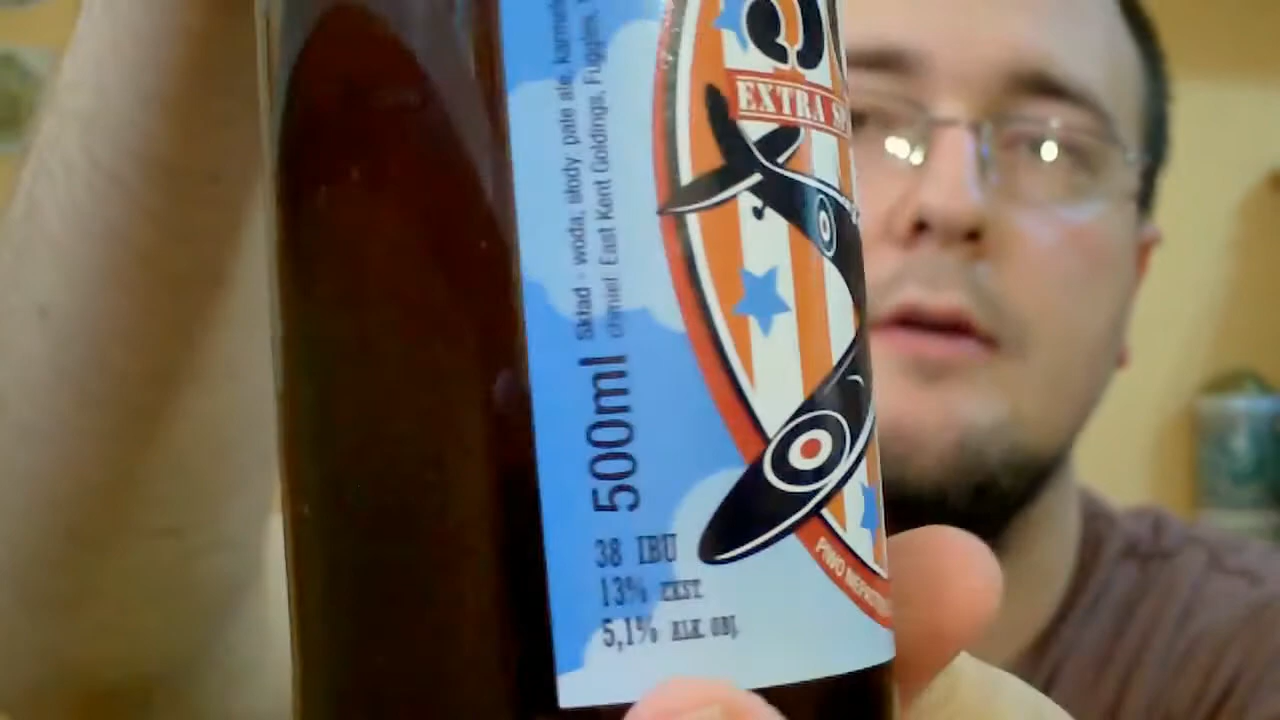 EXTRA
Skład - woda, słody pale ale,
chmiel East Kent Goldings, Fuggles,
500ml
38 IBU
13% EKST.
5,1% ALK. OBJ.
PIWO